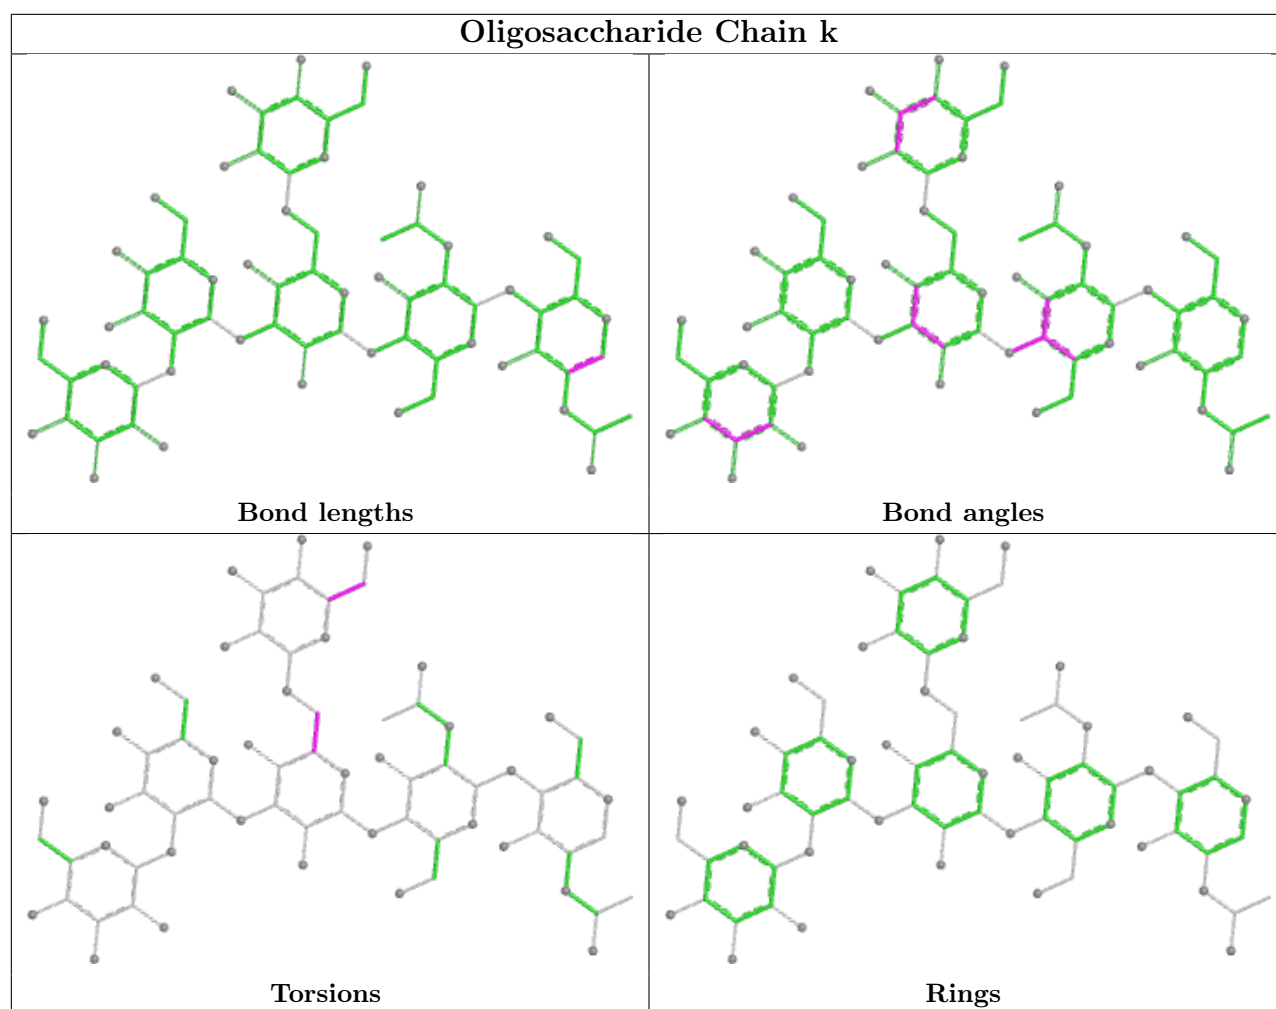 Oligosaccharide Chain k
Bond lengths
Bond angles
Torsions
Rings